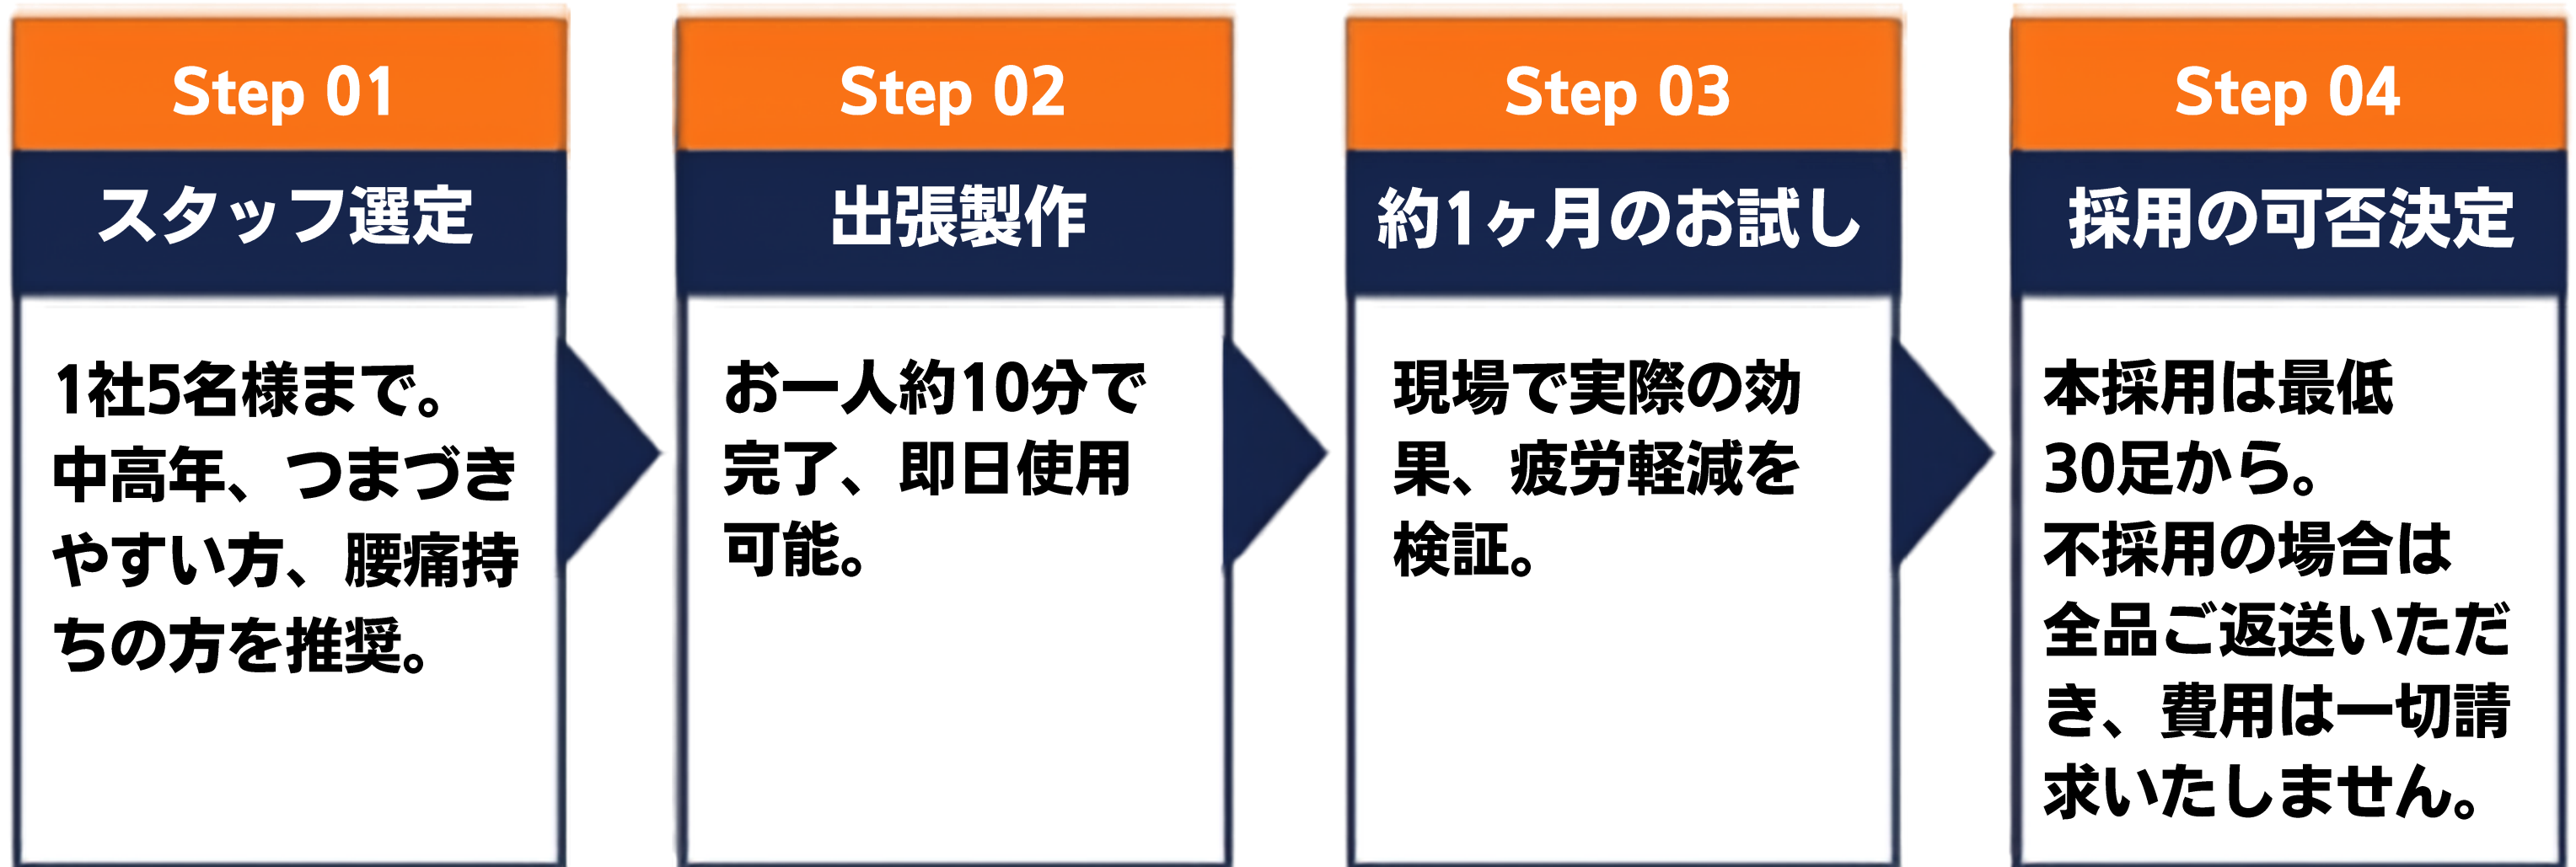 Step 01
スタッフ選定
1社5名様まで。
中高年、つまづき
やすい方、腰痛持
ちの方を推奨。
Step 02
出張製作
お一人約10分で
完了、即日使用
可能。
Step 03
約1ヶ月のお試し
現場で実際の効
果、疲労軽減を
検証。
Step 04
採用の可否決定
本採用は最低
30足から。
不採用の場合は
全品ご返送いただ
き、費用は一切請
求いたしません。